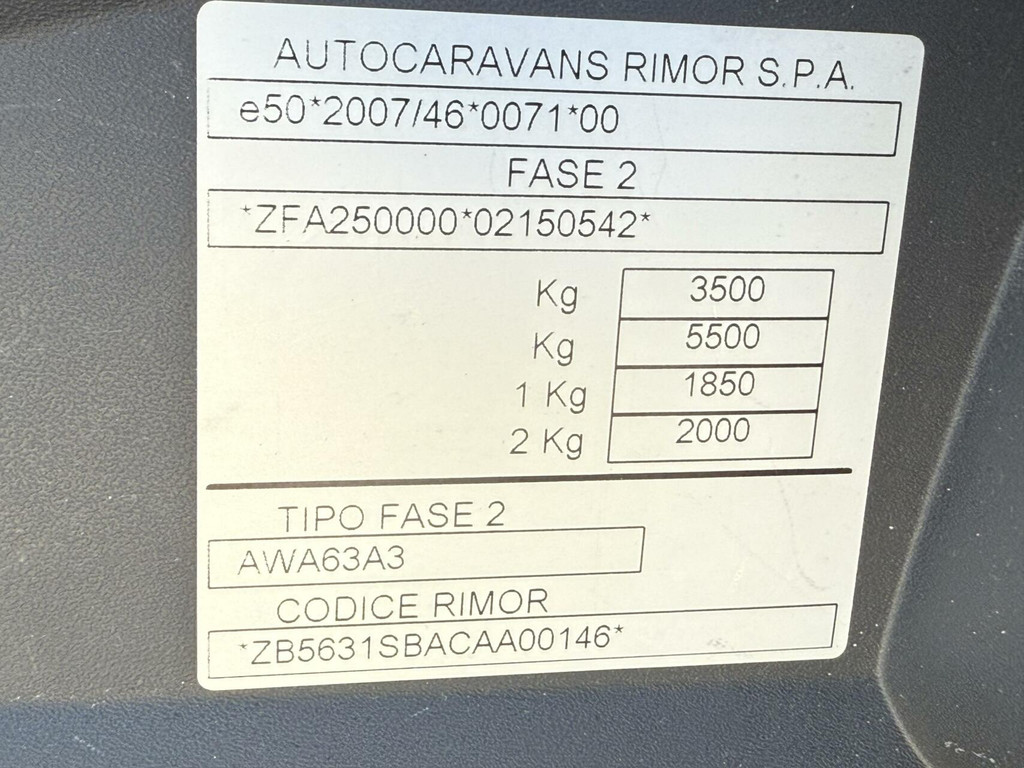 AUTOCARAVANS RIMOR S.P.A.
e50*2007/46*0071*00
FASE 2
*ZFA250000*02150542*
Kg 3500
Kg 5500
1 Kg 1850
2 Kg 2000
TIPO FASE 2
AWA63A3
CODICE RIMOR
*ZB5631SBACAA00146*